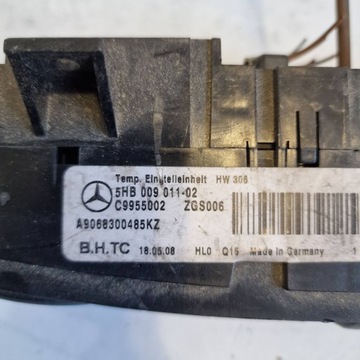 Temp. Einstelleinheit HW 306
5HB 009 011-02
C9955002 ZGS006
A9068300485KZ
B.H.TC 18.05.08 HL0 Q15 Made in Germany 1